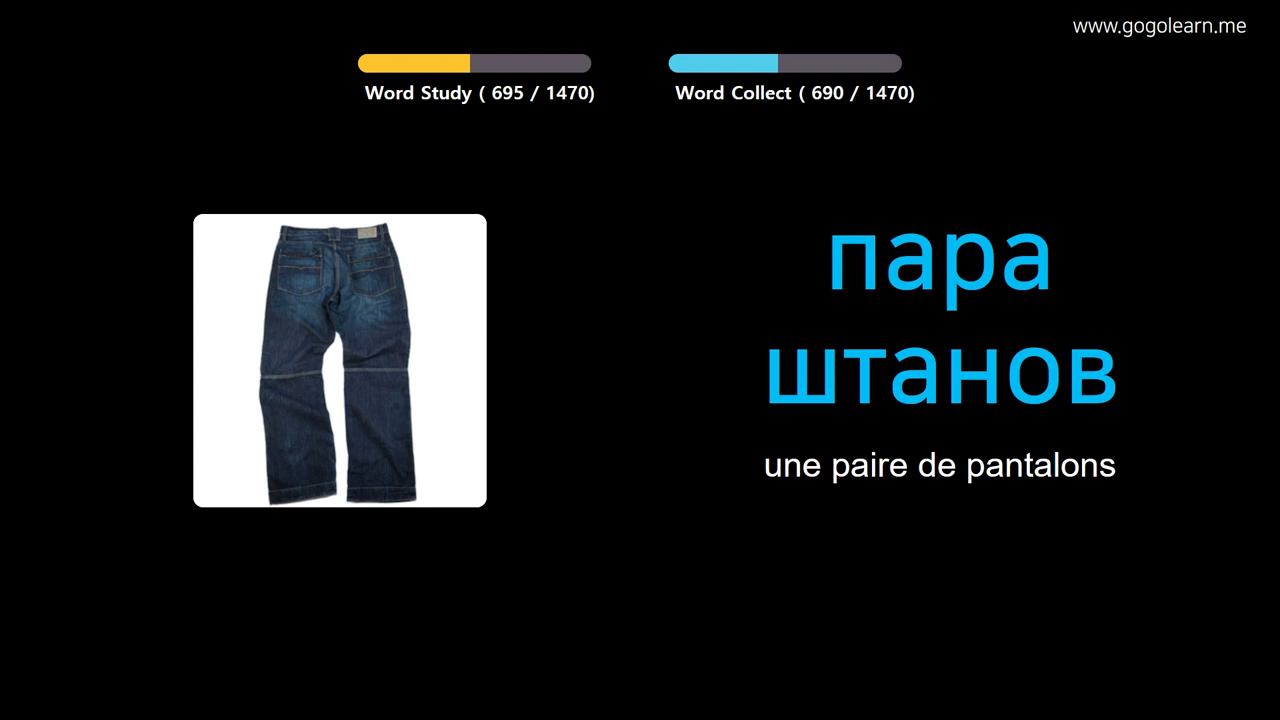 www.gogolearn.me
Word Study ( 695 / 1470)
Word Collect ( 690 / 1470)
пара
штанов
une paire de pantalons